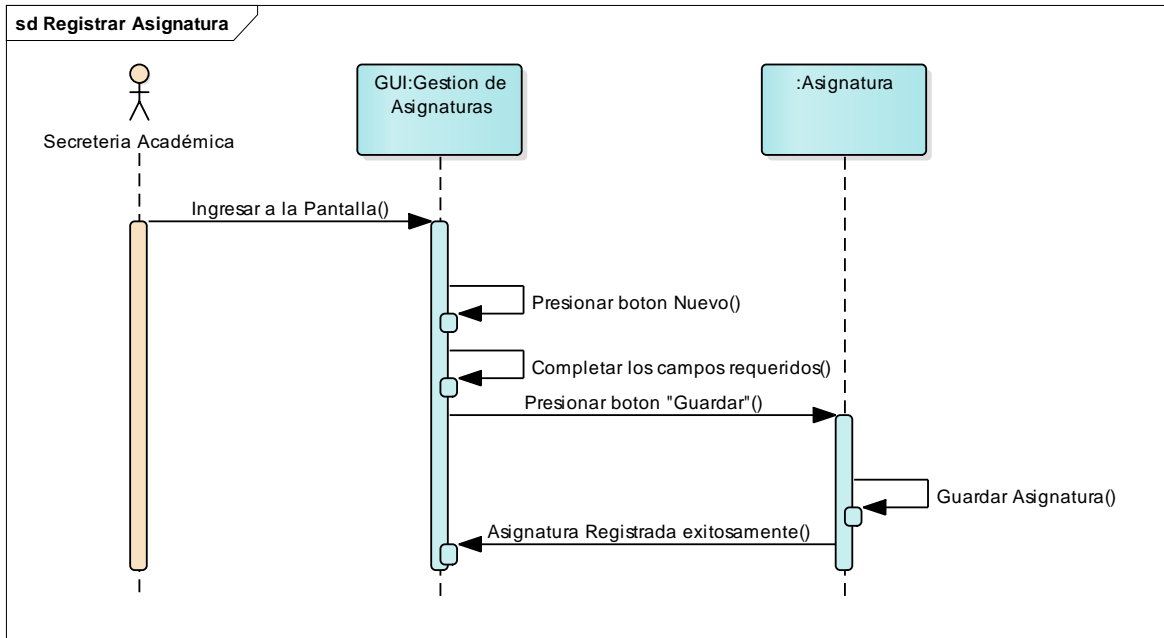 sd Registrar Asignatura
GUI:Gestion de
Asignaturas
:Asignatura
Secreteria Académica
Ingresar a la Pantalla()
Presionar boton Nuevo()
Completar los campos requeridos()
Presionar boton "Guardar"()
Guardar Asignatura()
Asignatura Registrada exitosamente()